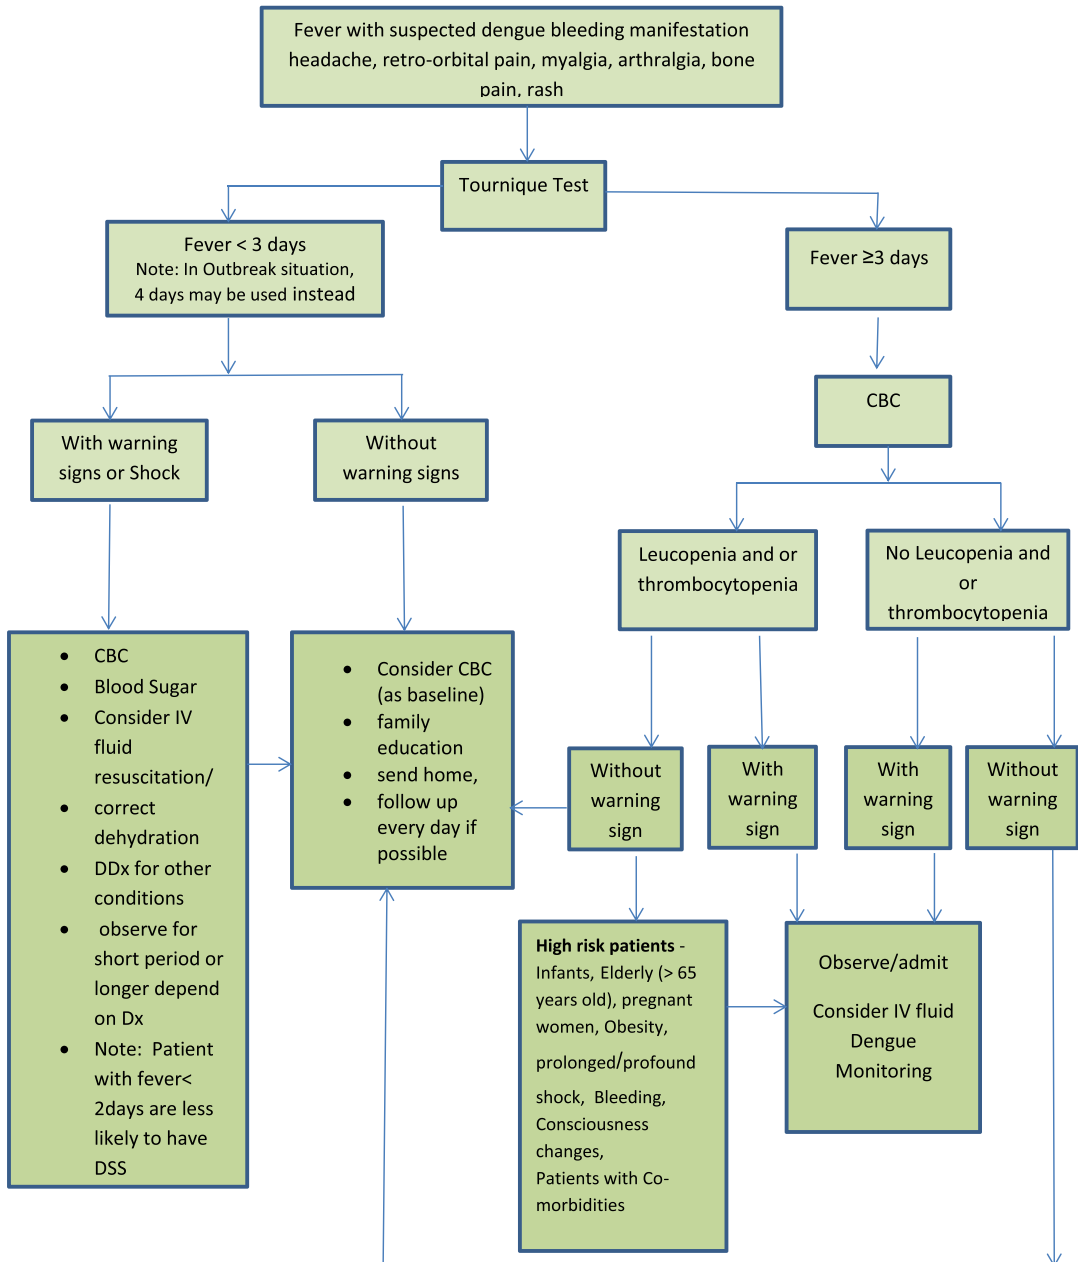 Fever with suspected dengue bleeding manifestation
headache, retro-orbital pain, myalgia, arthralgia, bone
pain, rash
Tournique Test
Fever < 3 days
Note: In Outbreak situation,
4 days may be used instead
Fever ≥3 days
CBC
With warning
signs or Shock
Without
warning signs
Leucopenia and or
thrombocytopenia
No Leucopenia and
or
thrombocytopenia
• CBC
• Blood Sugar
• Consider IV
fluid
resuscitation/
• correct
dehydration
• DDx for other
conditions
• observe for
short period or
longer depend
on Dx
• Note: Patient
with fever<
2days are less
likely to have
DSS
• Consider CBC
(as baseline)
• family
education
• send home,
• follow up
every day if
possible
Without
warning
sign
With
warning
sign
With
warning
sign
Without
warning
sign
High risk patients -
Infants, Elderly (> 65
years old), pregnant
women, Obesity,
prolonged/profound
shock, Bleeding,
Consciousness
changes,
Patients with Co-
morbidities
Observe/admit
Consider IV fluid
Dengue
Monitoring